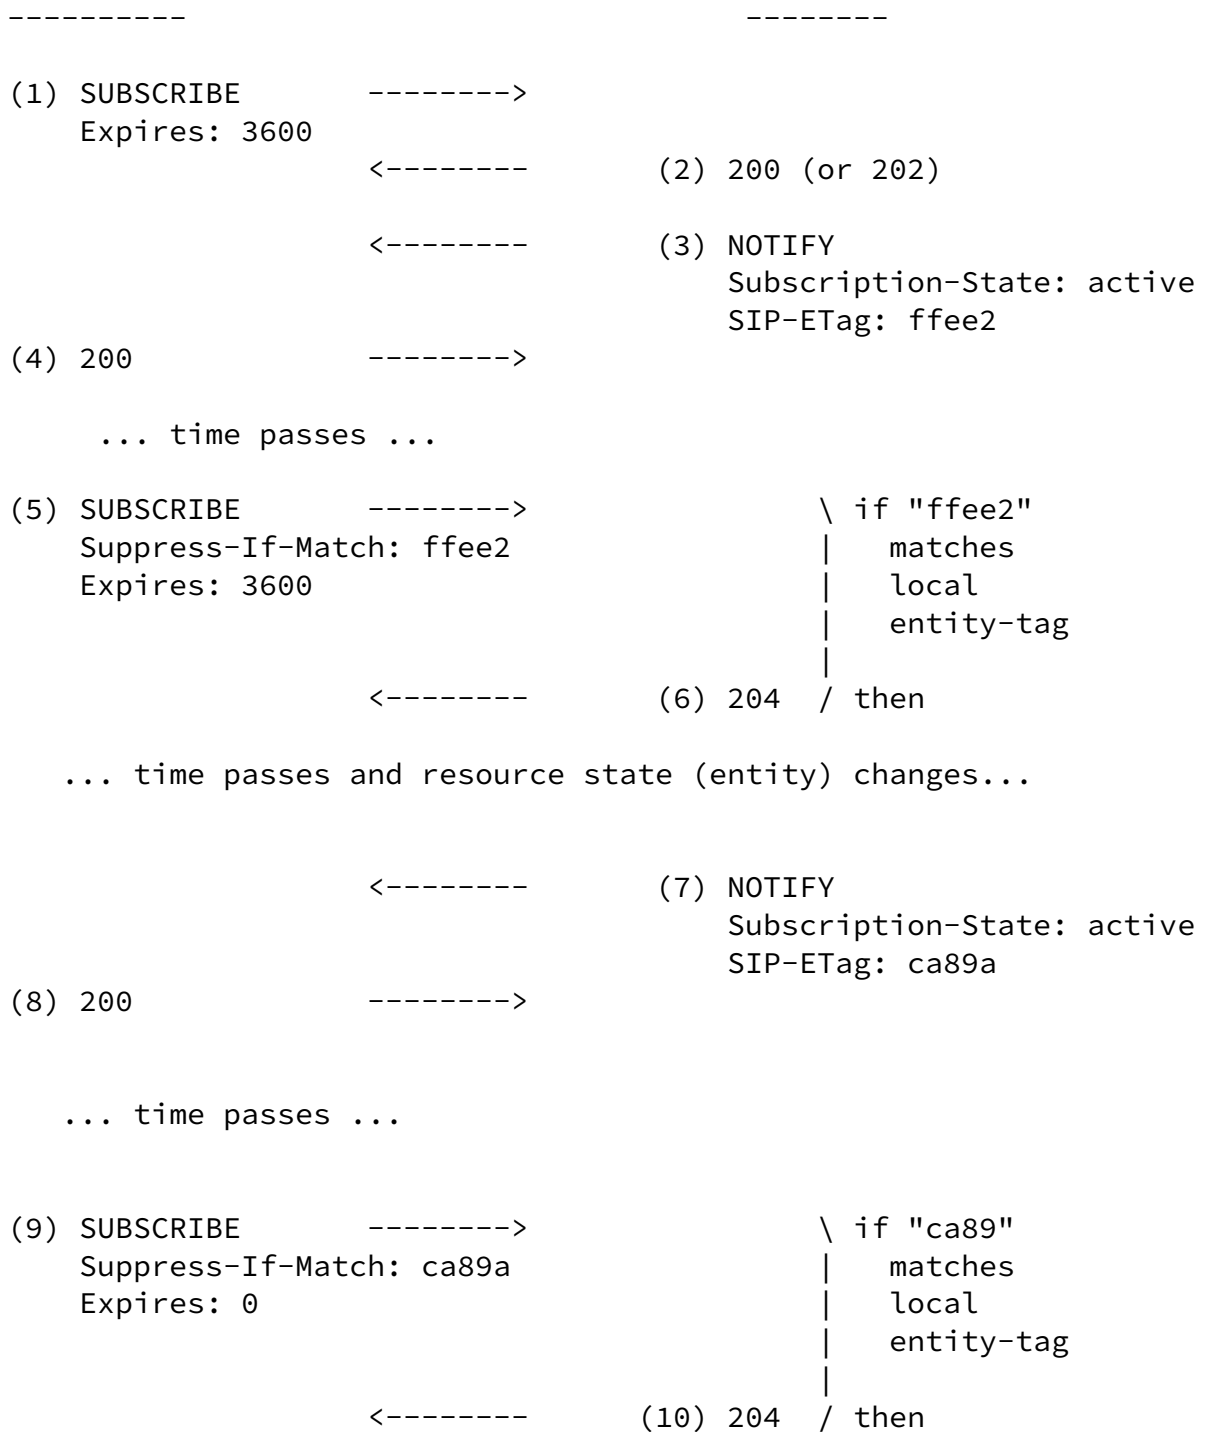 ----------                                --------
(1) SUBSCRIBE       -------->
    Expires: 3600
                    <--------           (2) 200 (or 202)
                    <--------           (3) NOTIFY
                                            Subscription-State: active
                                            SIP-ETag: ffee2
(4) 200             -------->
     ... time passes ...
(5) SUBSCRIBE       -------->                         \ if "ffee2"
    Suppress-If-Match: ffee2                          |   matches
    Expires: 3600                                     |   local
                                                      |   entity-tag
                                                      |
                    <--------           (6) 204  / then
   ... time passes and resource state (entity) changes...
                    <--------           (7) NOTIFY
                                            Subscription-State: active
                                            SIP-ETag: ca89a
(8) 200             -------->
   ... time passes ...
(9) SUBSCRIBE       -------->                         \ if "ca89"
    Suppress-If-Match: ca89a                          |   matches
    Expires: 0                                        |   local
                                                      |   entity-tag
                                                      |
                    <--------          (10) 204  / then